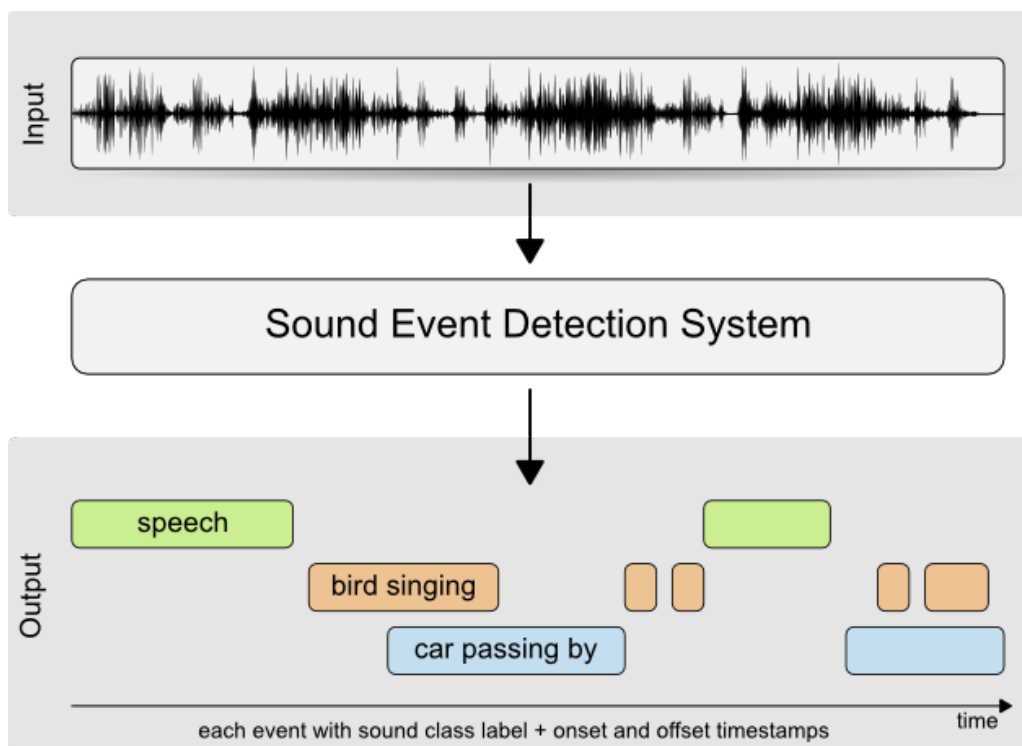 Input
Sound Event Detection System
Output
speech
bird singing
car passing by
time
each event with sound class label + onset and offset timestamps